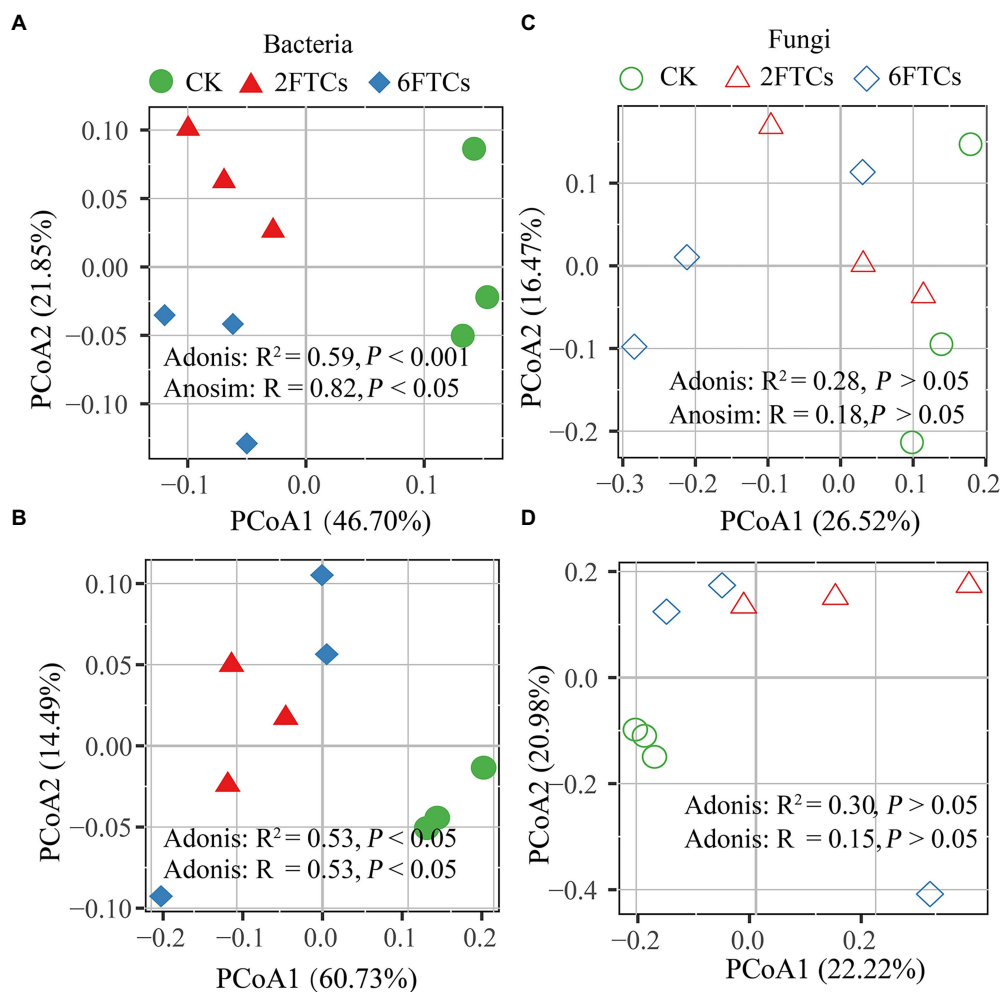 A
Bacteria
CK 2FTCs 6FTCs
PCoA2 (21.85%)
0.10
0.05
0.00
−0.05
−0.10
Adonis: R² = 0.59, P < 0.001
Anosim: R = 0.82, P < 0.05
−0.1 0.0 0.1
PCoA1 (46.70%)
C
Fungi
CK 2FTCs 6FTCs
PCoA2 (16.47%)
0.1
0.0
−0.1
−0.2
Adonis: R² = 0.28, P > 0.05
Anosim: R = 0.18, P > 0.05
−0.3 −0.2 −0.1 0.0 0.1 0.2
PCoA1 (26.52%)
B
PCoA2 (14.49%)
0.10
0.05
0.00
−0.05
−0.10
Adonis: R² = 0.53, P < 0.05
Adonis: R = 0.53, P < 0.05
−0.2 −0.1 0.0 0.1 0.2
PCoA1 (60.73%)
D
PCoA2 (20.98%)
0.2
0.0
−0.2
−0.4
Adonis: R² = 0.30, P > 0.05
Adonis: R = 0.15, P > 0.05
−0.2 0.0 0.2
PCoA1 (22.22%)